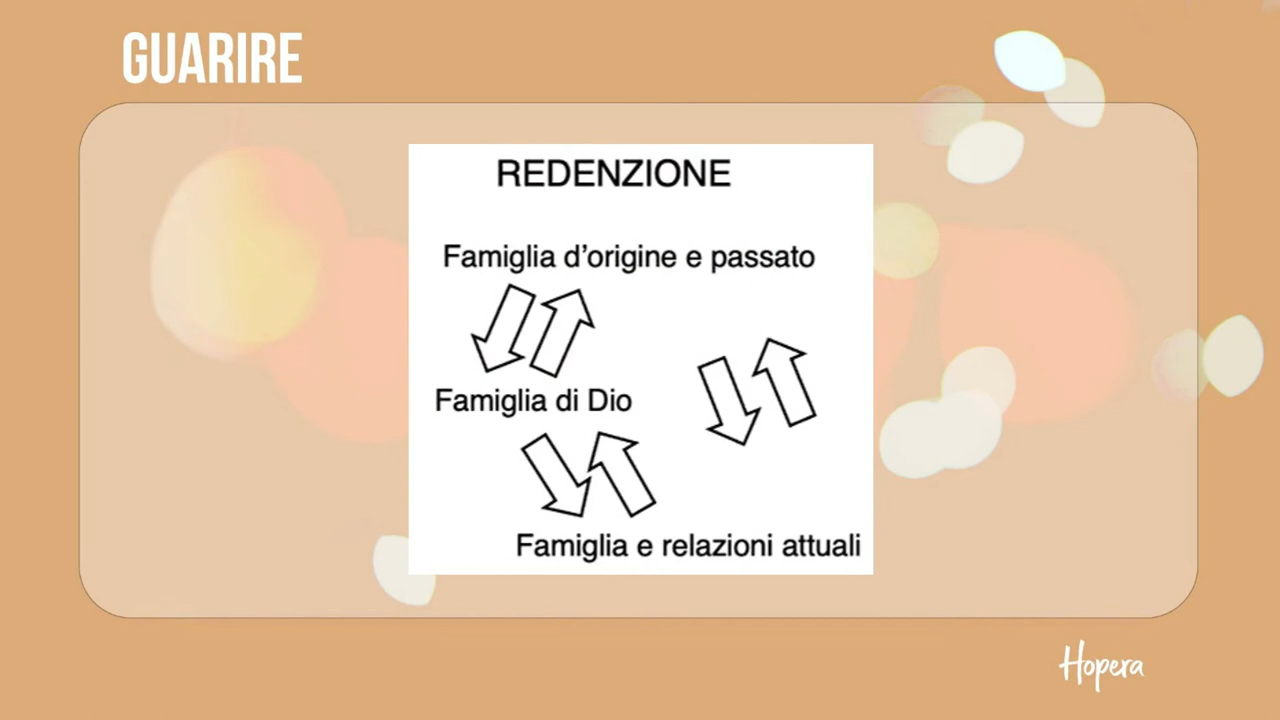 GUARIRE
REDENZIONE
Famiglia d’origine e passato
Famiglia di Dio
Famiglia e relazioni attuali
Hopera